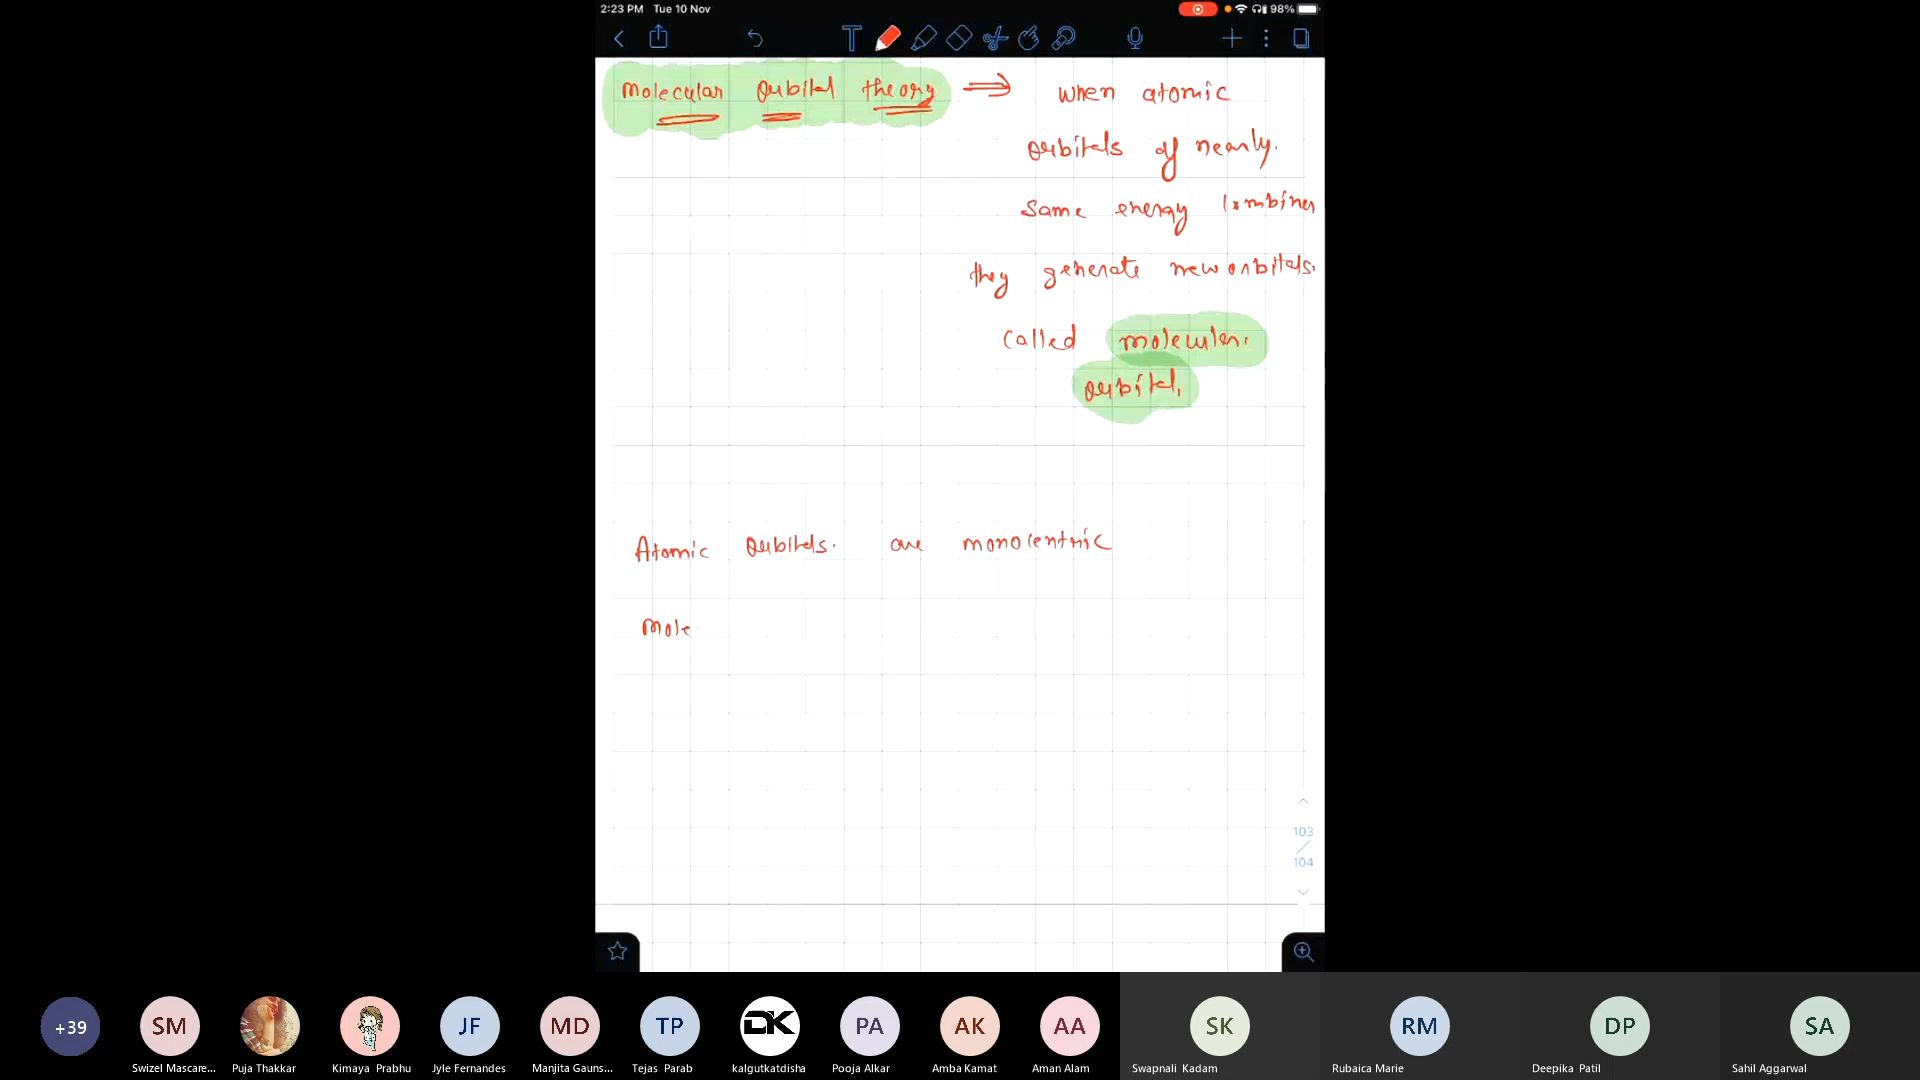 2:23 PM Tue 10 Nov
98%
Molecular Orbital theory ⇒ When atomic
orbitals of nearly.
same energy combines
they generate new orbitals.
called molecular.
orbital.
Atomic Orbitals. are monocentric
Mole
103
104
+39
SM
JF
MD
TP
DK
PA
AK
AA
SK
RM
DP
SA
Swizel Mascare...
Puja Thakkar
Kimaya Prabhu
Jyle Fernandes
Manjita Gauns...
Tejas Parab
kalgutkatdisha
Pooja Alkar
Amba Kamat
Aman Alam
Swapnali Kadam
Rubaica Marie
Deepika Patil
Sahil Aggarwal